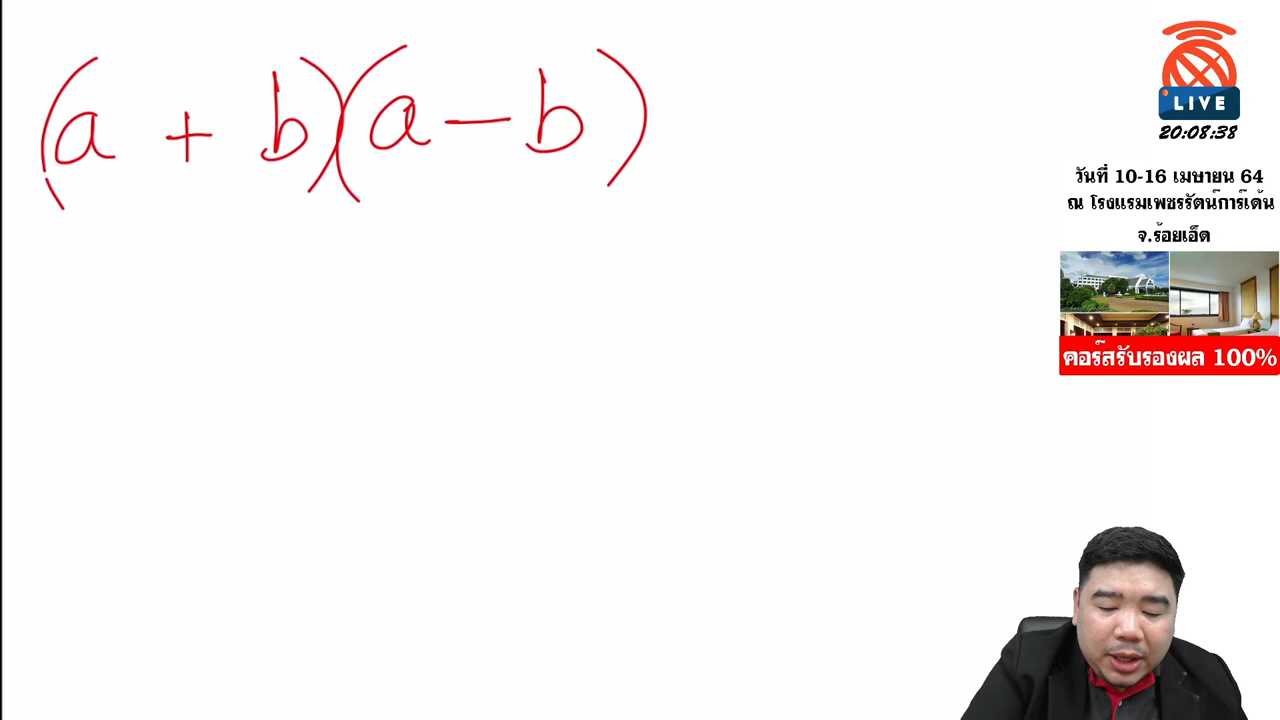 (a + b)(a - b)
LIVE
20:08:38
วันที่ 10-16 เมษายน 64
ณ โรงแรมเพชรรัตน์การ์เด้น
จ.ร้อยเอ็ด
คอร์สรับรองผล 100%